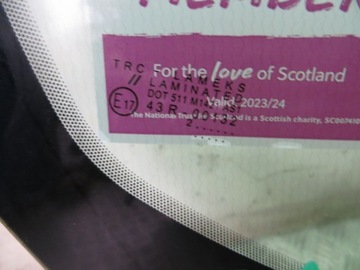 MEMBER
For the love of Scotland
Valid 2023/24
The National Trust for Scotland is a Scottish charity,
TRC LAMEKS
// LAMINATED
DOT 511
E17 43 R-